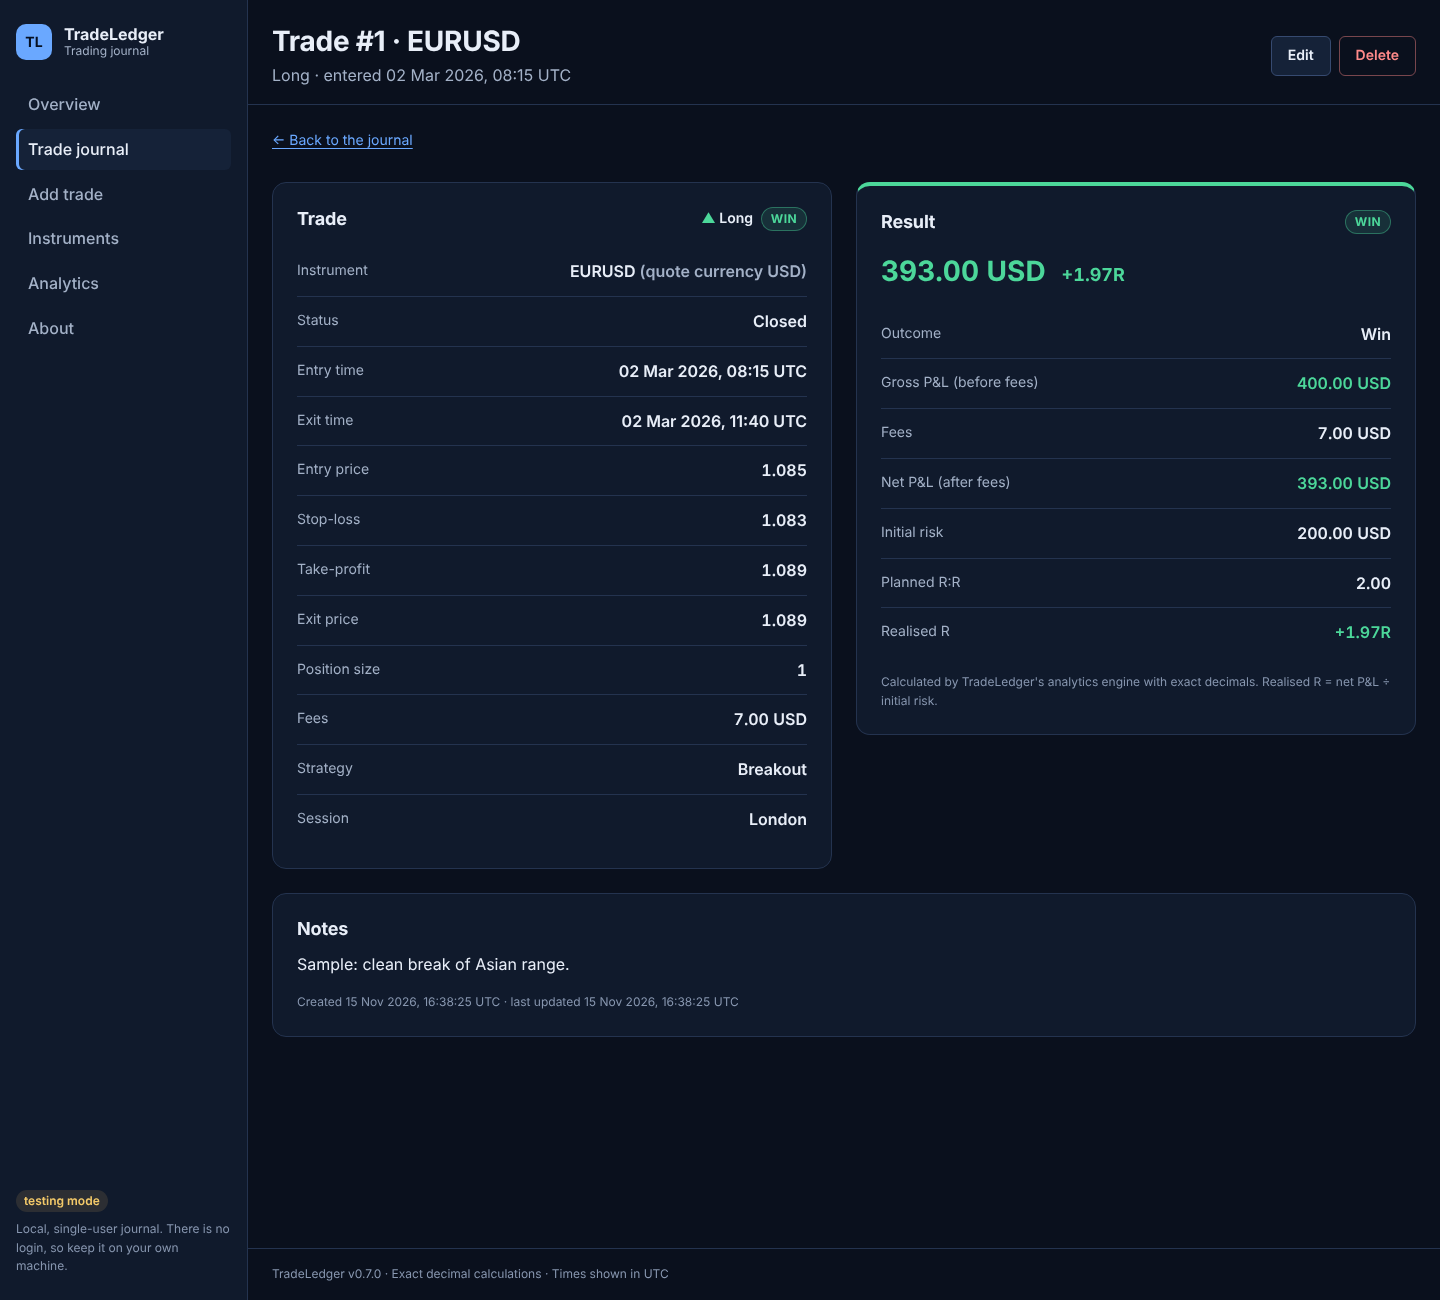 TL
TradeLedger
Trading journal
Overview
Trade journal
Add trade
Instruments
Analytics
About
testing mode
Local, single-user journal. There is no
login, so keep it on your own
machine.
Trade #1 · EURUSD
Long · entered 02 Mar 2026, 08:15 UTC
Edit
Delete
← Back to the journal
Trade
▲ Long WIN
Instrument EURUSD (quote currency USD)
Status Closed
Entry time 02 Mar 2026, 08:15 UTC
Exit time 02 Mar 2026, 11:40 UTC
Entry price 1.085
Stop-loss 1.083
Take-profit 1.089
Exit price 1.089
Position size 1
Fees 7.00 USD
Strategy Breakout
Session London
Result WIN
393.00 USD +1.97R
Outcome Win
Gross P&L (before fees) 400.00 USD
Fees 7.00 USD
Net P&L (after fees) 393.00 USD
Initial risk 200.00 USD
Planned R:R 2.00
Realised R +1.97R
Calculated by TradeLedger's analytics engine with exact decimals. Realised R = net P&L ÷
initial risk.
Notes
Sample: clean break of Asian range.
Created 15 Nov 2026, 16:38:25 UTC · last updated 15 Nov 2026, 16:38:25 UTC
TradeLedger v0.7.0 · Exact decimal calculations · Times shown in UTC